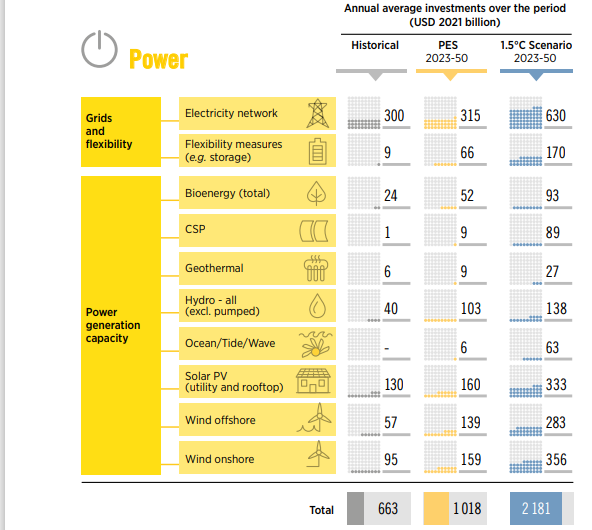 Annual average investments over the period
(USD 2021 billion)
Power
Historical
PES
2023-50
1.5°C Scenario
2023-50
Grids
and
flexibility
Electricity network 300 315 630
Flexibility measures
(e.g. storage) 9 66 170
Power
generation
capacity
Bioenergy (total) 24 52 93
CSP 1 9 89
Geothermal 6 9 27
Hydro - all
(excl. pumped) 40 103 138
Ocean/Tide/Wave - 6 63
Solar PV
(utility and rooftop) 130 160 333
Wind offshore 57 139 283
Wind onshore 95 159 356
Total 663 1 018 2 181